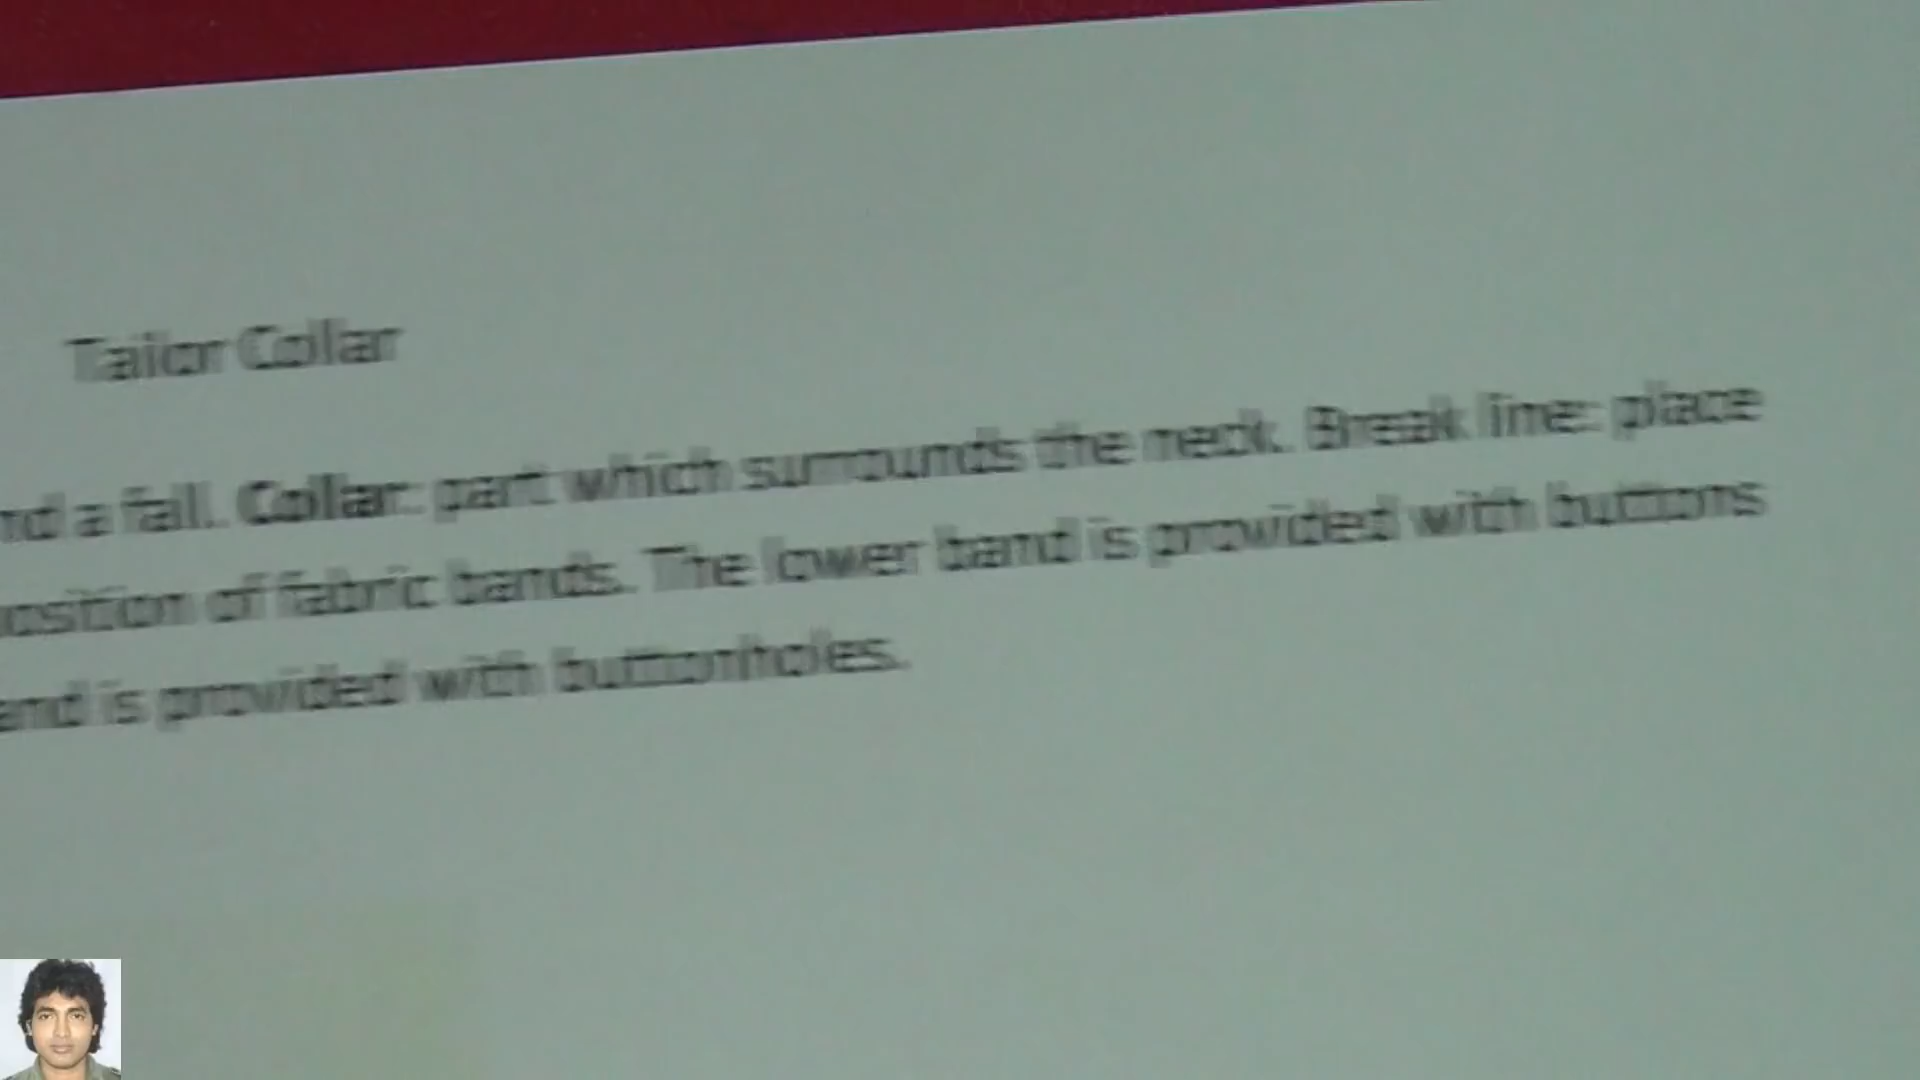 Tailor Collar
nd a fall. Collar: part which surrounds the neck. Break line: place
osition of fabric bands. The lower band is provided with buttons
and is provided with buttonholes.